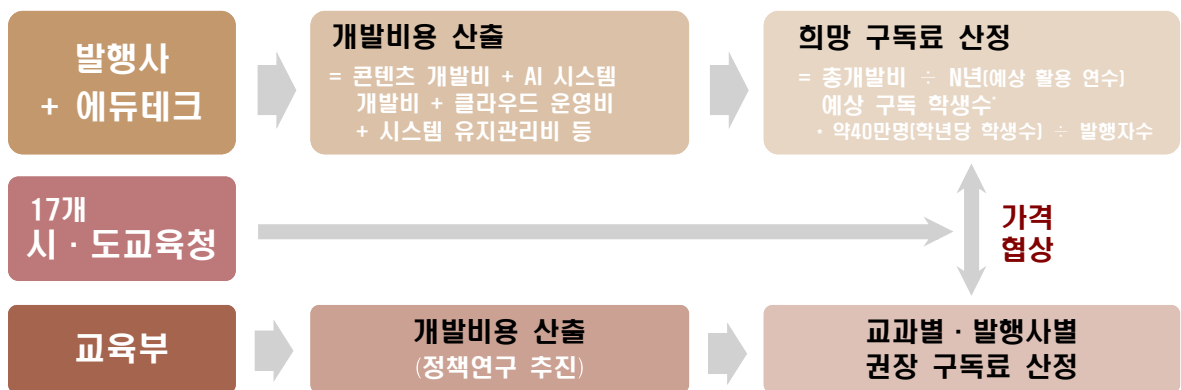 발행사
+ 에듀테크
개발비용 산출
= 콘텐츠 개발비 + AI 시스템
개발비 + 클라우드 운영비
+ 시스템 유지관리비 등
희망 구독료 산정
= 총개발비 ÷ N년(예상 활용 연수)
예상 구독 학생수*
* 약40만명(학년당 학생수) ÷ 발행자수
17개
시·도교육청
가격
협상
교육부
개발비용 산출
(정책연구 추진)
교과별·발행사별
권장 구독료 산정